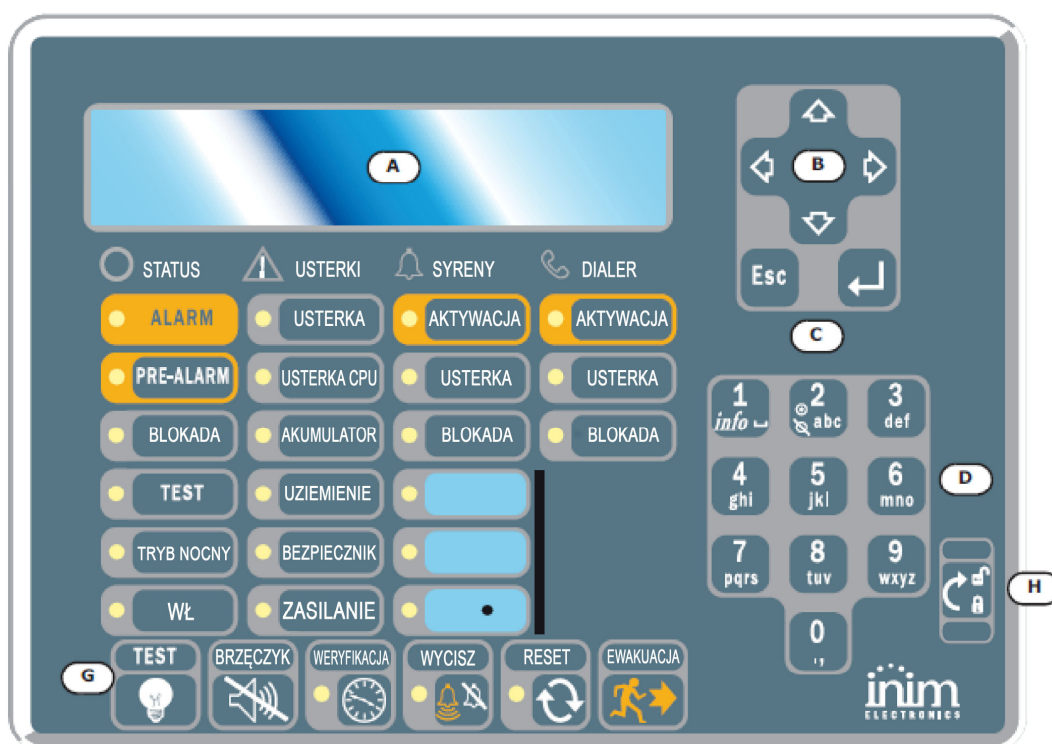 A
B
STATUS USTERKI SYRENY DIALER
ALARM USTERKA AKTYWACJA AKTYWACJA
PRE-ALARM USTERKA CPU USTERKA USTERKA
BLOKADA AKUMULATOR BLOKADA BLOKADA
TEST UZIEMIENIE
TRYB NOCNY BEZPIECZNIK
WŁ ZASILANIE
TEST BRZĘCZYK WERYFIKACJA WYCISZ RESET EWAKUACJA
G
Esc
C
1 2 3
info abc def
4 5 6
ghi jkl mno
D
7 8 9
pqrs tuv wxyz
0
,
H
inim
ELECTRONICS